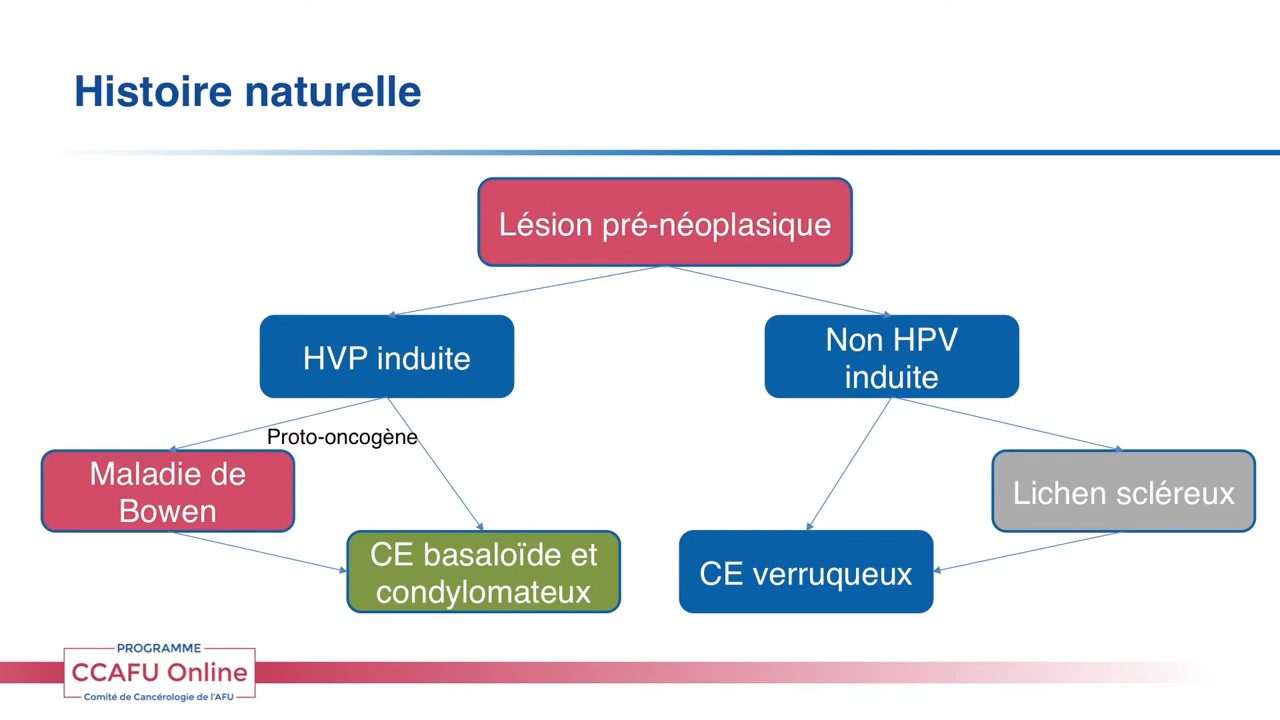 Histoire naturelle
Lésion pré-néoplasique
HVP induite
Non HPV
induite
Proto-oncogène
Maladie de
Bowen
Lichen scléreux
CE basaloïde et
condylomateux
CE verruqueux
PROGRAMME
CCAFU Online
Comité de Cancérologie de l'AFU